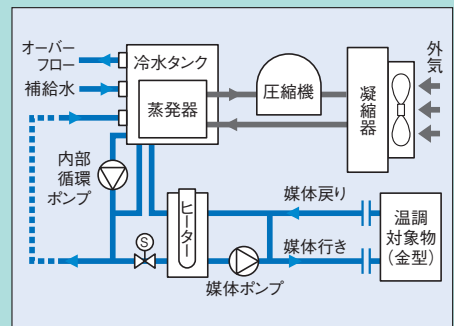 オーバー
フロー
補給水
冷水タンク
蒸発器
圧縮機
凝縮器
外気
内部
循環
ポンプ
ヒーター
S
媒体ポンプ
媒体戻り
媒体行き
温調
対象物
(金型)